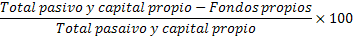 Total pasivo y capital propio − Fondos propios
Total pasaivo y capital propio
× 100